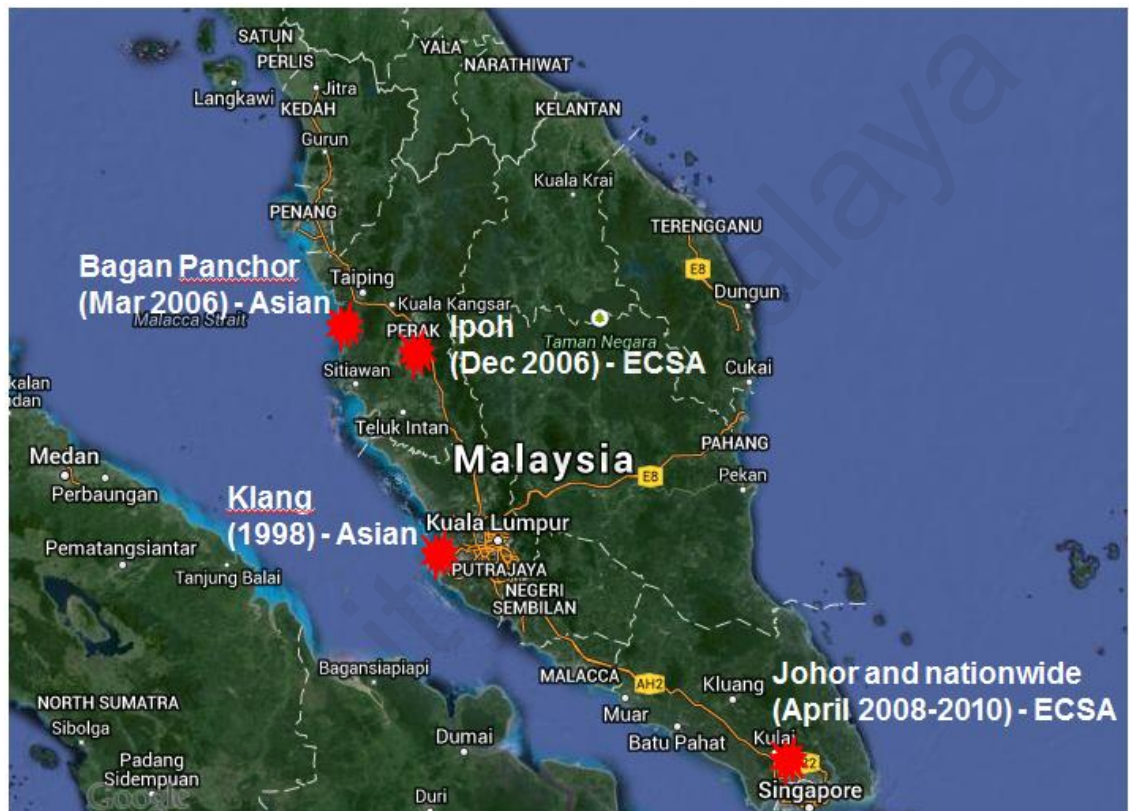 SATUN
PERLIS
YALA
NARATHIWAT
Langkawi
Jitra
KEDAH
KELANTAN
Gurun
Kuala Krai
PENANG
TERENGGANU
Bagan Panchor
(Mar 2006) - Asian
Malacca Strait
Taiping
E8
Dungun
Kuala Kangsar
PERAK
Ipoh
(Dec 2006) - ECSA
Taman Negara
Sitiawan
Cukai
Teluk Intan
PAHANG
Malaysia
E8
Pekan
Medan
Perbaungan
Klang
(1998) - Asian
Kuala Lumpur
Pematangsiantar
Tanjung Balai
PUTRAJAYA
NEGERI
SEMBILAN
Bagansiapiapi
MALACCA
AH2
Kluang
Johor and nationwide
(April 2008-2010) - ECSA
NORTH SUMATRA
Sibolga
Muar
Batu Pahat
Kulai
Dumai
Padang
Sidempuan
Singapore
Duri
Google